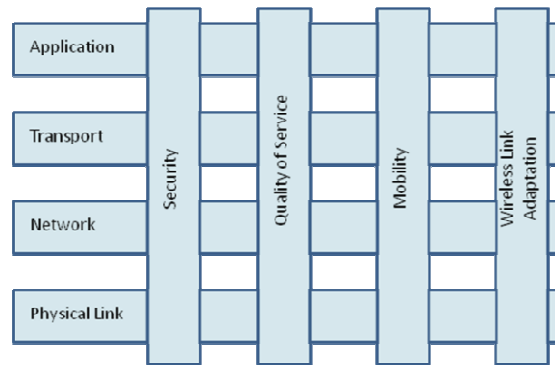 Application
Transport
Network
Physical Link
Security
Quality of Service
Mobility
Wireless Link
Adaptation